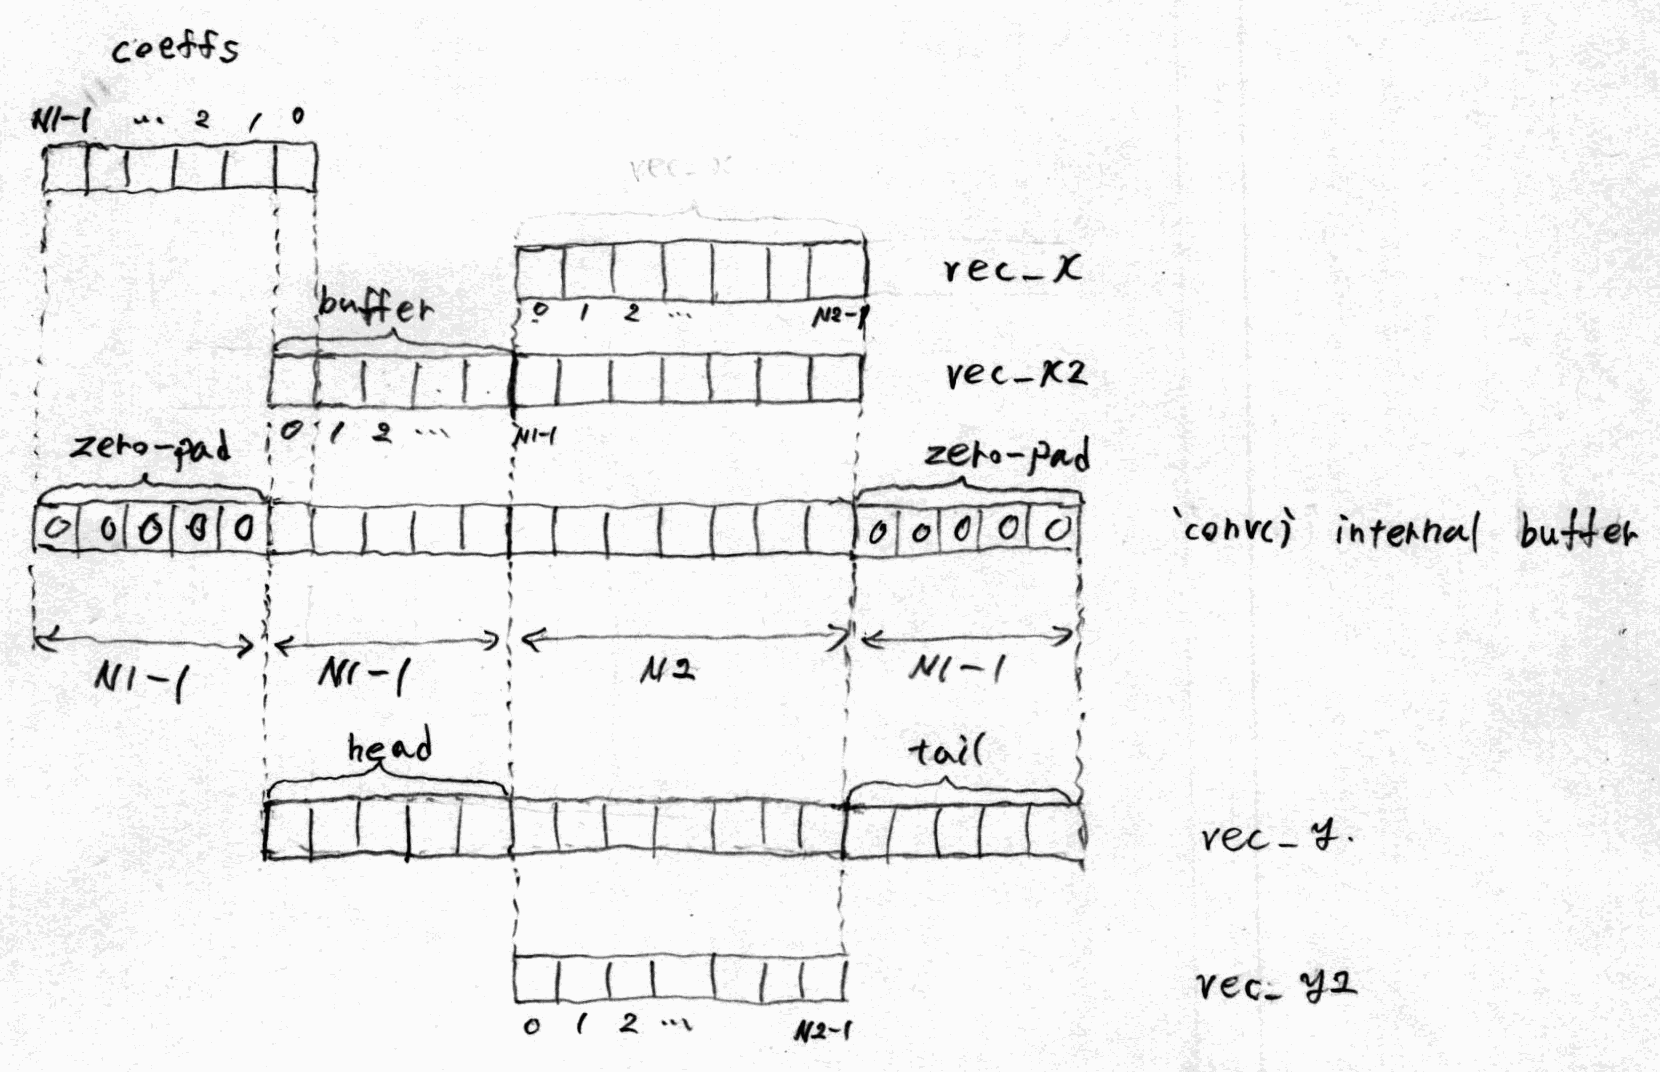 coeffs
N1-1 ... 2 1 0
vec_x
vec_x
0 1 2 ... N2-1
buffer
vec_x2
0 1 2 ... N1-1
zero-pad
zero-pad
0 0 0 0 0
0 0 0 0 0
`conv()` internal buffer
N1-1
N1-1
N2
N1-1
head
tail
vec_y.
vec_y2
0 1 2 ... N2-1